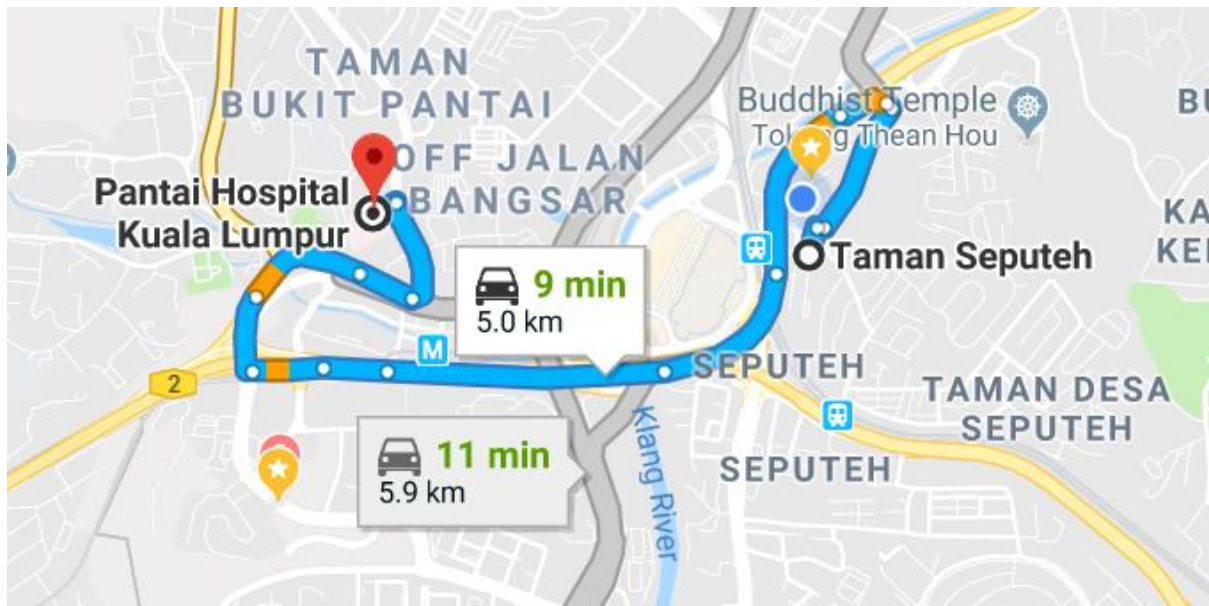 TAMAN
BUKIT PANTAI
OFF JALAN
BANGSAR
Pantai Hospital
Kuala Lumpur
Buddhist Temple
Tokong Thean Hou
BU
KA
KE
Taman Seputeh
9 min
5.0 km
M
2
SEPUTEH
TAMAN DESA
SEPUTEH
11 min
5.9 km
SEPUTEH
Klang River